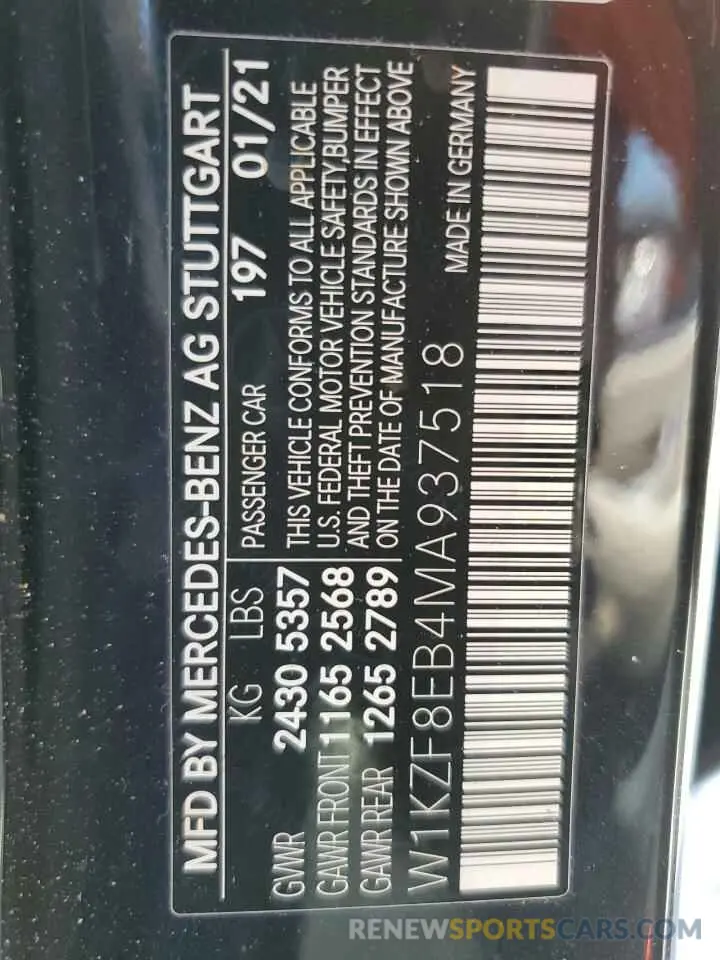 MFD BY MERCEDES-BENZ AG STUTTGART
KG LBS PASSENGER CAR 197 01/21
GVWR 2430 5357 THIS VEHICLE CONFORMS TO ALL APPLICABLE
GAWR FRONT 1165 2568 U.S. FEDERAL MOTOR VEHICLE SAFETY,BUMPER
GAWR REAR 1265 2789 AND THEFT PREVENTION STANDARDS IN EFFECT
ON THE DATE OF MANUFACTURE SHOWN ABOVE
W1KZF8EB4MA937518 MADE IN GERMANY
RENEWSPORTSCARS.COM